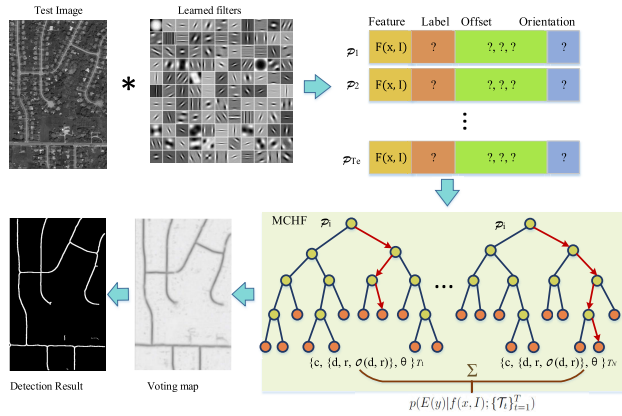 Test Image
Learned filters
Feature Label Offset Orientation
*
𝒫1 F(x, I) ? ?, ?, ? ?
𝒫2 F(x, I) ? ?, ?, ? ?
⋮
𝒫Te F(x, I) ? ?, ?, ? ?
MCHF 𝒫i 𝒫i
...
{c, {d, r, 𝒪(d, r)}, θ }T1 {c, {d, r, 𝒪(d, r)}, θ }TN
Σ
p(E(y)|f(x, I); {𝒯t}Tt=1)
Detection Result
Voting map